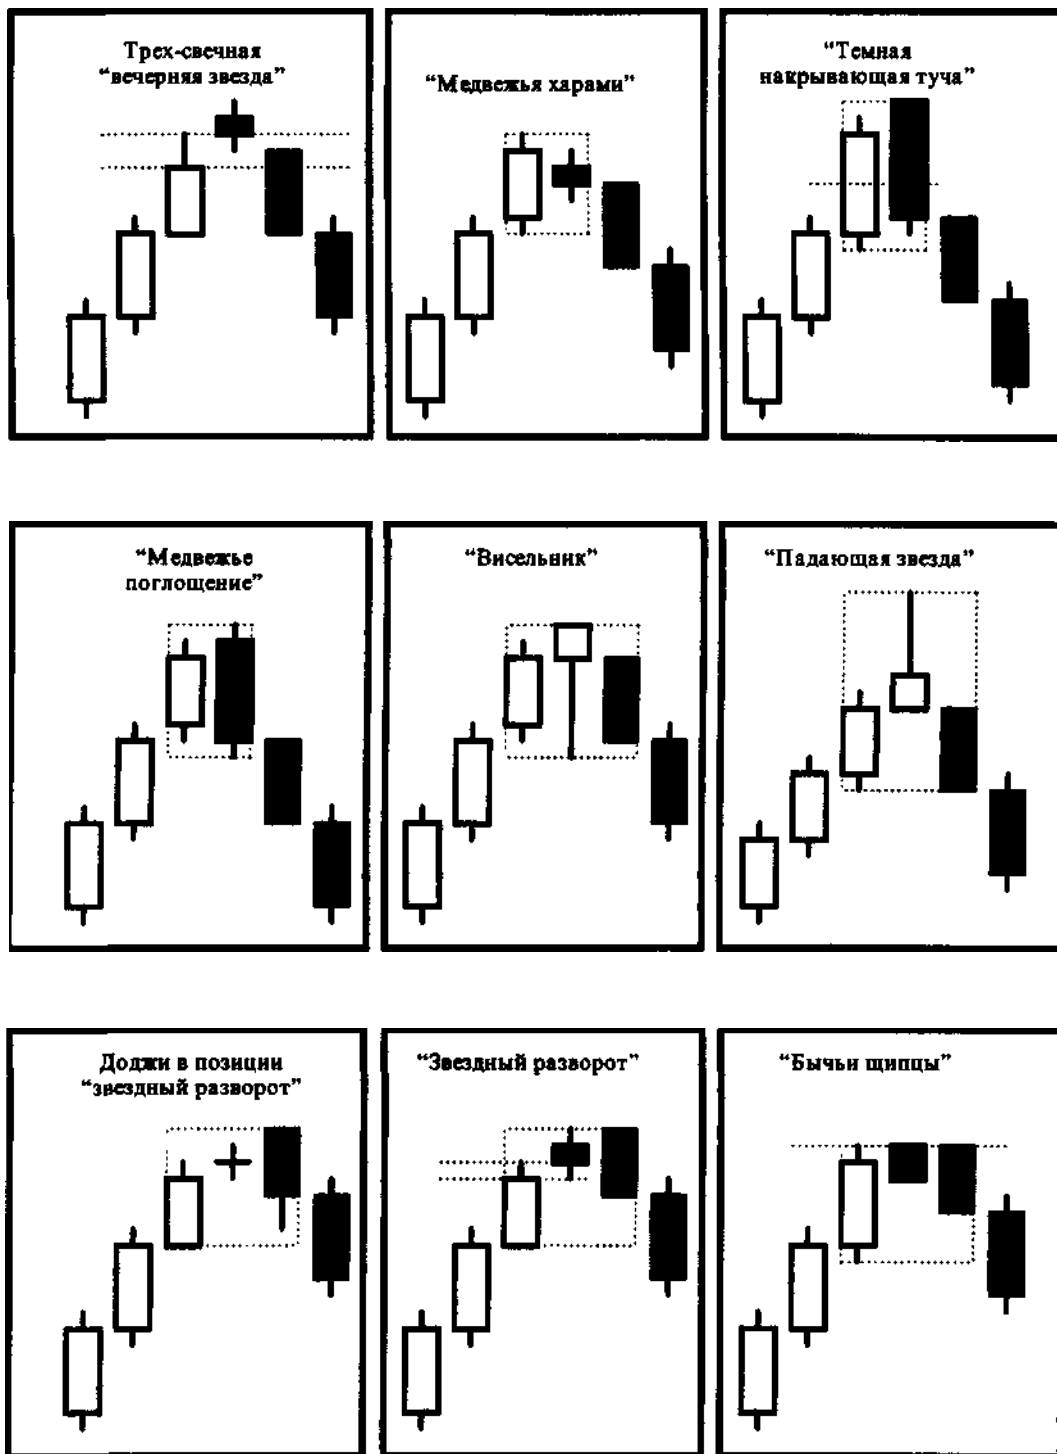 Трех-свечная
“вечерняя звезда”
“Медвежья харами”
“Темная
накрывающая туча”
“Медвежье
поглощение”
“Висельник”
“Падающая звезда”
Доджи в позиции
“звездный разворот”
“Звездный разворот”
“Бычьи щипцы”